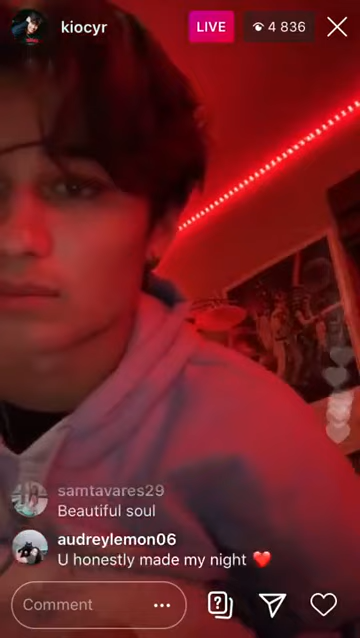 kiocyr
LIVE
4 836
samtavares29
Beautiful soul
audreylemon06
U honestly made my night ❤️
Comment